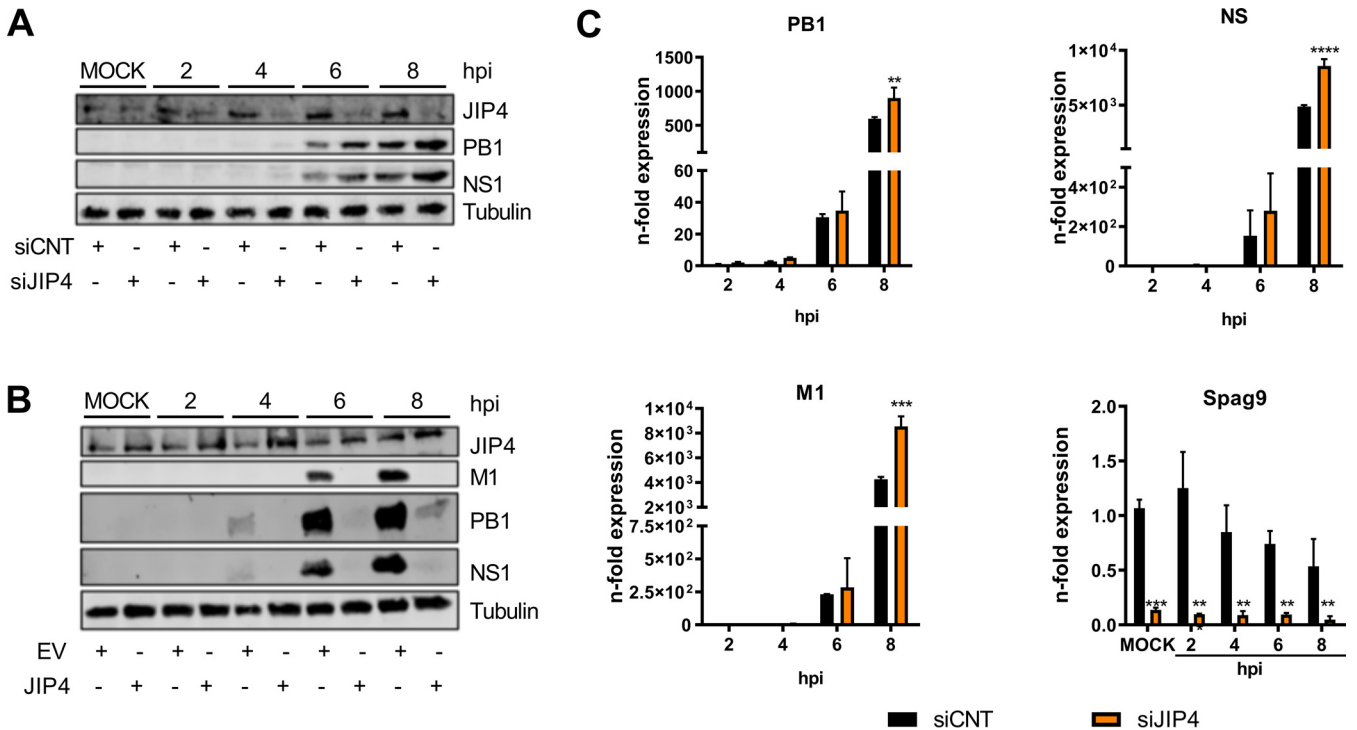 A
MOCK 2 4 6 8 hpi
JIP4
PB1
NS1
Tubulin
siCNT + - + - + - + - + -
siJIP4 - + - + - + - + - +
B
MOCK 2 4 6 8 hpi
JIP4
M1
PB1
NS1
Tubulin
EV + - + - + - + - + -
JIP4 - + - + - + - + - +
C
PB1
n-fold expression
1500
1000
500
60
40
20
0
**
2 4 6 8
hpi
NS
n-fold expression
1×10⁴
5×10³
4×10²
2×10²
0
****
2 4 6 8
hpi
M1
n-fold expression
1×10⁴
8×10³
6×10³
4×10³
2×10³
7.5×10²
5×10²
2.5×10²
0
***
2 4 6 8
hpi
Spag9
n-fold expression
2.0
1.5
1.0
0.5
0.0
*** ** ** ** **
*
MOCK 2 4 6 8
hpi
siCNT siJIP4